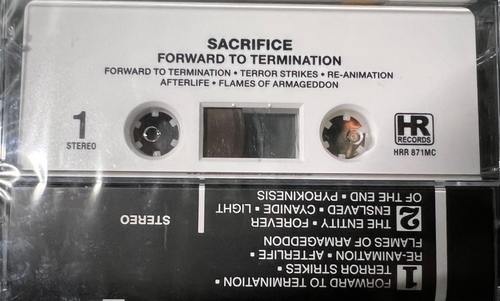 SACRIFICE
FORWARD TO TERMINATION
FORWARD TO TERMINATION • TERROR STRIKES • RE-ANIMATION
AFTERLIFE • FLAMES OF ARMAGEDDON
1
STEREO
HR
RECORDS
HRR 871MC
1 FORWARD TO TERMINATION ▪
TERROR STRIKES ▪
RE-ANIMATION ▪ AFTERLIFE ▪
FLAMES OF ARMAGEDDON
2 THE ENTITY ▪ FOREVER
ENSLAVED ▪ CYANIDE ▪ LIGHT
OF THE END ▪ PYROKINESIS
STEREO